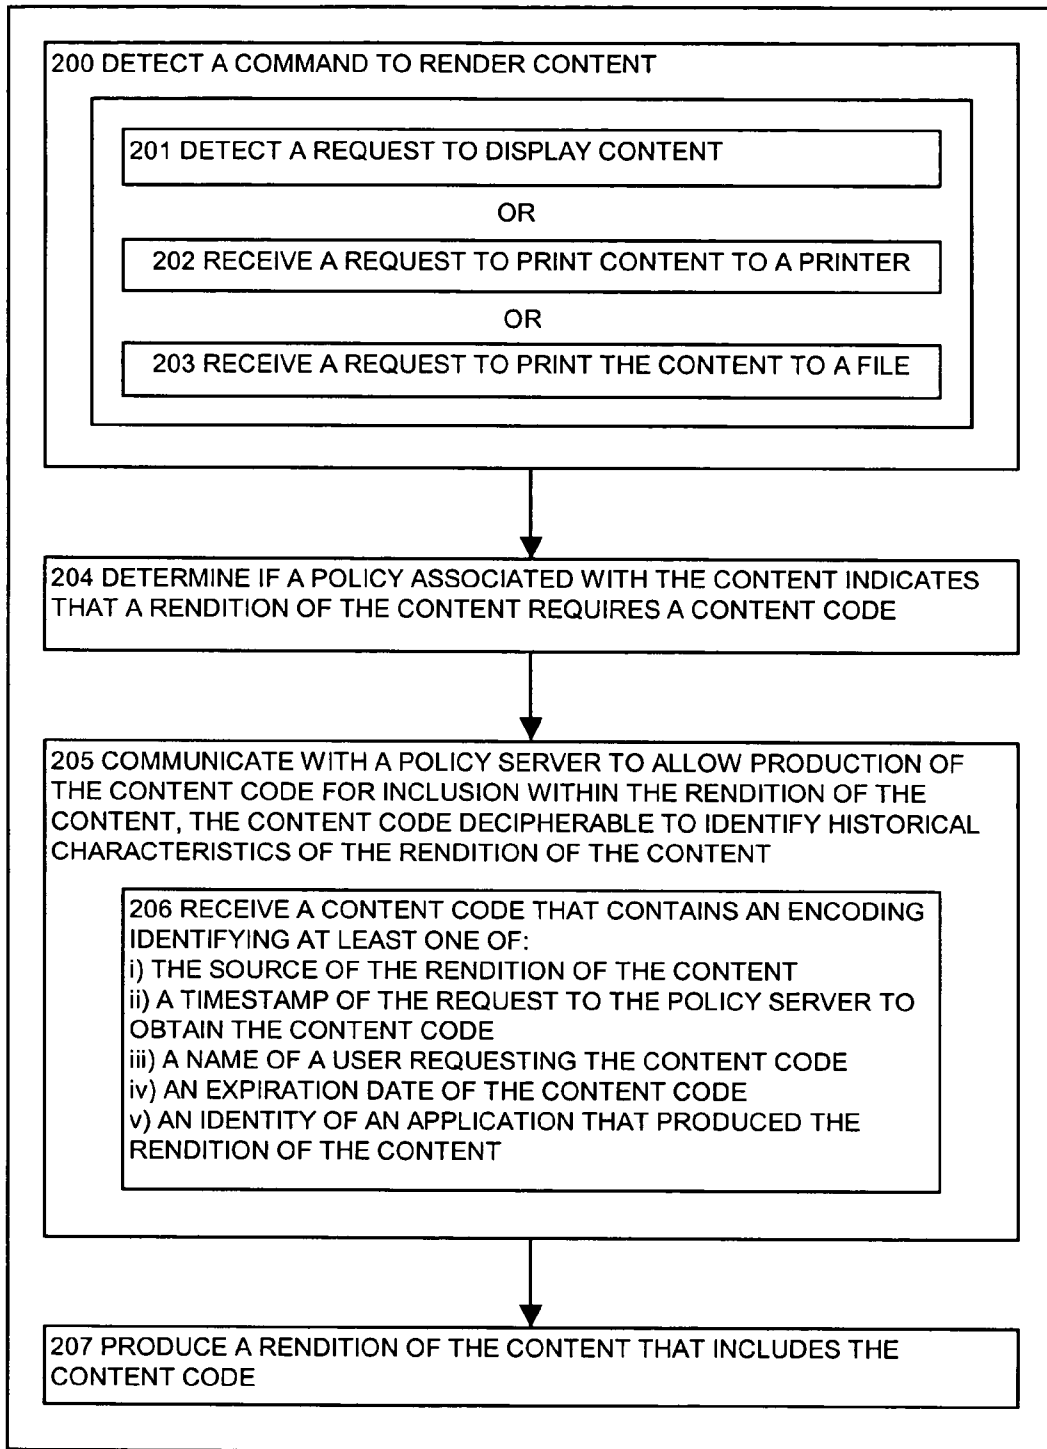 200 DETECT A COMMAND TO RENDER CONTENT
201 DETECT A REQUEST TO DISPLAY CONTENT
OR
202 RECEIVE A REQUEST TO PRINT CONTENT TO A PRINTER
OR
203 RECEIVE A REQUEST TO PRINT THE CONTENT TO A FILE
204 DETERMINE IF A POLICY ASSOCIATED WITH THE CONTENT INDICATES
THAT A RENDITION OF THE CONTENT REQUIRES A CONTENT CODE
205 COMMUNICATE WITH A POLICY SERVER TO ALLOW PRODUCTION OF
THE CONTENT CODE FOR INCLUSION WITHIN THE RENDITION OF THE
CONTENT, THE CONTENT CODE DECIPHERABLE TO IDENTIFY HISTORICAL
CHARACTERISTICS OF THE RENDITION OF THE CONTENT
206 RECEIVE A CONTENT CODE THAT CONTAINS AN ENCODING
IDENTIFYING AT LEAST ONE OF:
i) THE SOURCE OF THE RENDITION OF THE CONTENT
ii) A TIMESTAMP OF THE REQUEST TO THE POLICY SERVER TO
OBTAIN THE CONTENT CODE
iii) A NAME OF A USER REQUESTING THE CONTENT CODE
iv) AN EXPIRATION DATE OF THE CONTENT CODE
v) AN IDENTITY OF AN APPLICATION THAT PRODUCED THE
RENDITION OF THE CONTENT
207 PRODUCE A RENDITION OF THE CONTENT THAT INCLUDES THE
CONTENT CODE